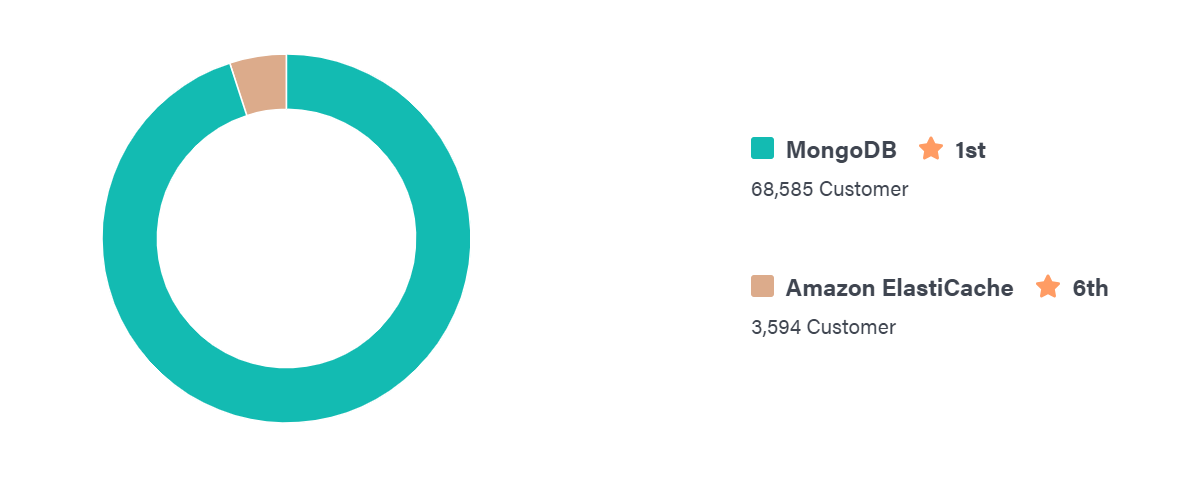 MongoDB 1st
68,585 Customer
Amazon ElastiCache 6th
3,594 Customer